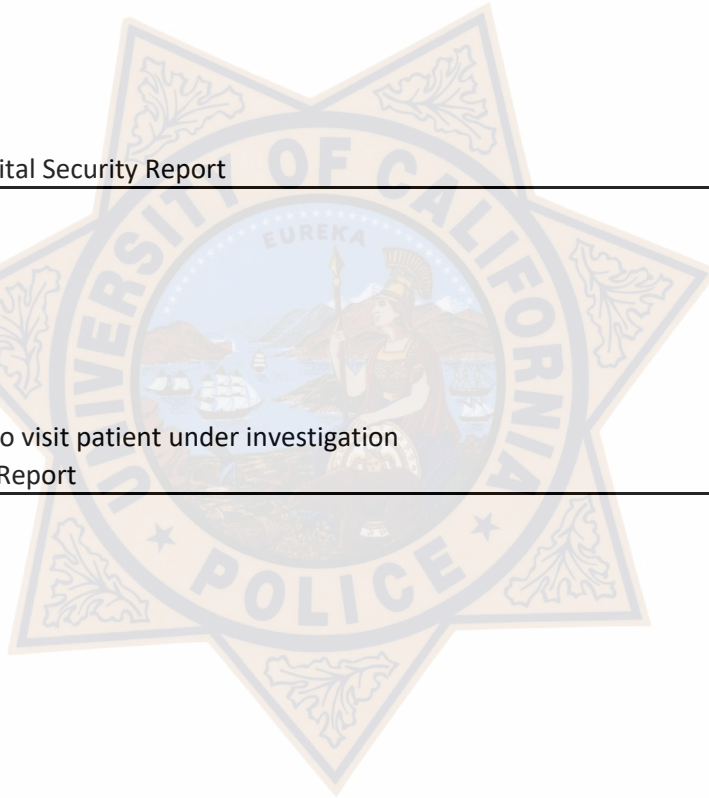 ital Security Report
UNIVERSITY OF CALIFORNIA
EUREKA
o visit patient under investigation
Report
POLICE